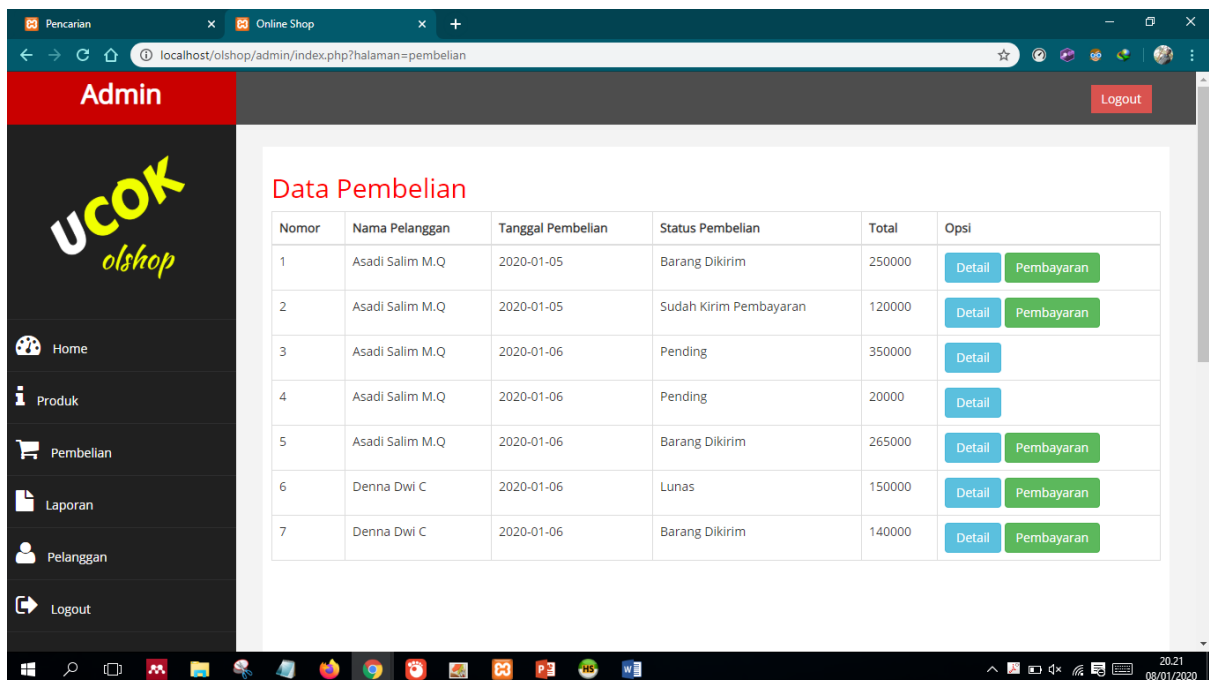 Pencarian
Online Shop
localhost/olshop/admin/index.php?halaman=pembelian
Admin
Logout
UCOK
olshop
Home
Produk
Pembelian
Laporan
Pelanggan
Logout
Data Pembelian
Nomor Nama Pelanggan Tanggal Pembelian Status Pembelian Total Opsi
1 Asadi Salim M.Q 2020-01-05 Barang Dikirim 250000 Detail Pembayaran
2 Asadi Salim M.Q 2020-01-05 Sudah Kirim Pembayaran 120000 Detail Pembayaran
3 Asadi Salim M.Q 2020-01-06 Pending 350000 Detail
4 Asadi Salim M.Q 2020-01-06 Pending 20000 Detail
5 Asadi Salim M.Q 2020-01-06 Barang Dikirim 265000 Detail Pembayaran
6 Denna Dwi C 2020-01-06 Lunas 150000 Detail Pembayaran
7 Denna Dwi C 2020-01-06 Barang Dikirim 140000 Detail Pembayaran
20.21
08/01/2020